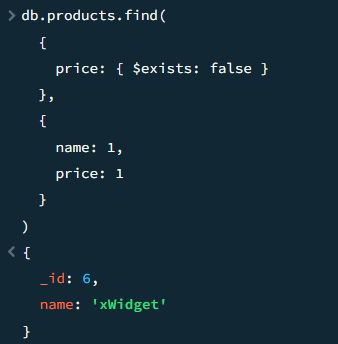 > db.products.find(
{
price: { $exists: false }
},
{
name: 1,
price: 1
}
)
< {
_id: 6,
name: 'xWidget'
}